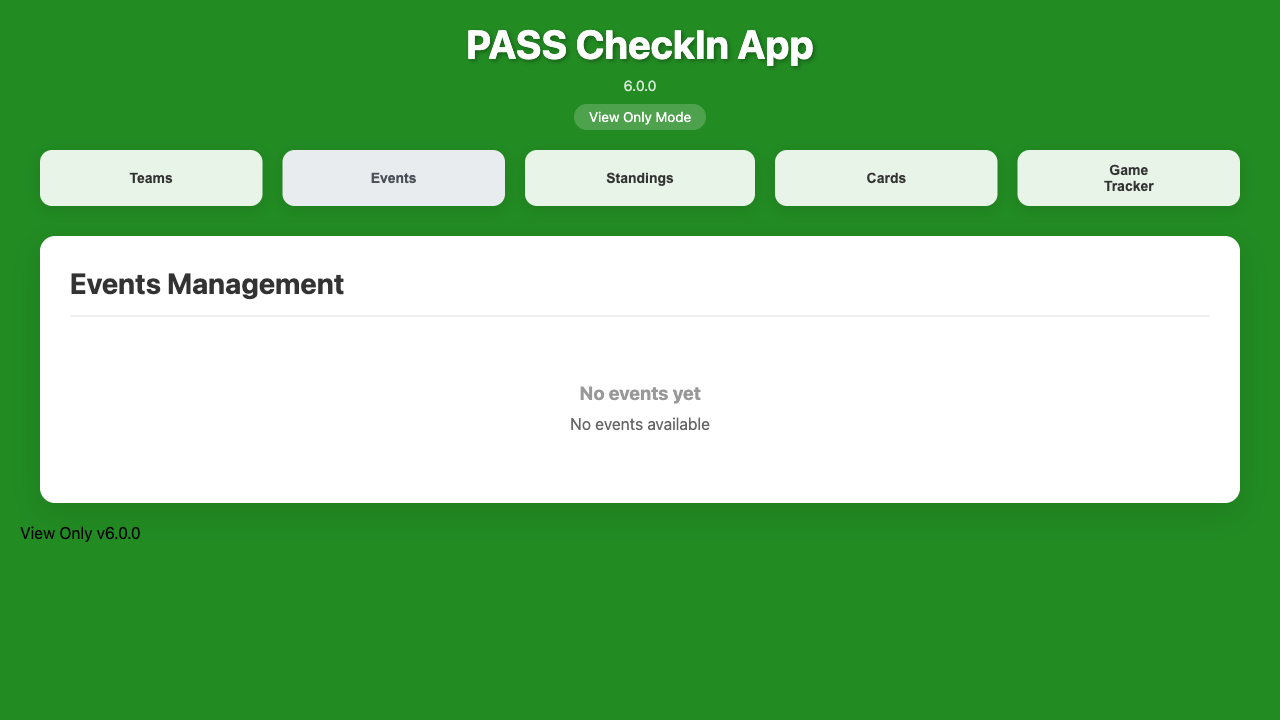 PASS CheckIn App
6.0.0
View Only Mode
Teams
Events
Standings
Cards
Game
Tracker
Events Management
No events yet
No events available
View Only v6.0.0